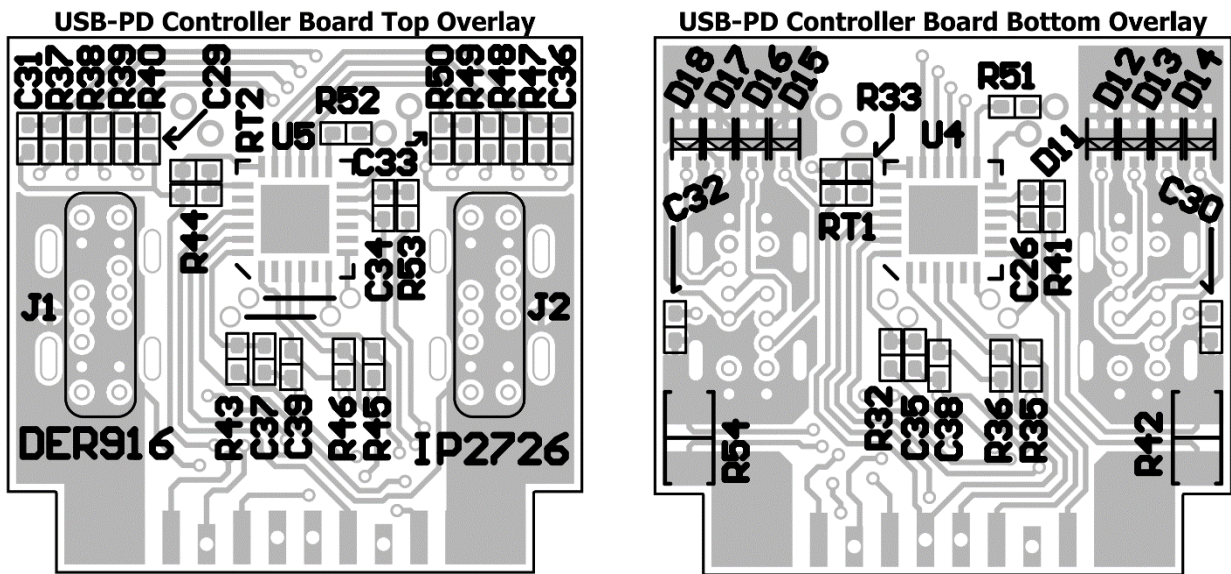 USB-PD Controller Board Top Overlay
C31
R37
R38
R39
R40
C29
RT2
U5
R52
R50
R49
R48
R47
C36
C33
R44
C34
R53
J1
J2
R43
C37
C39
R46
R45
DER916
IP2726
USB-PD Controller Board Bottom Overlay
D18
D17
D16
D15
R33
U4
R51
D12
D13
D14
D11
C32
RT1
C26
R41
C30
R32
C35
C38
R36
R35
R54
R42